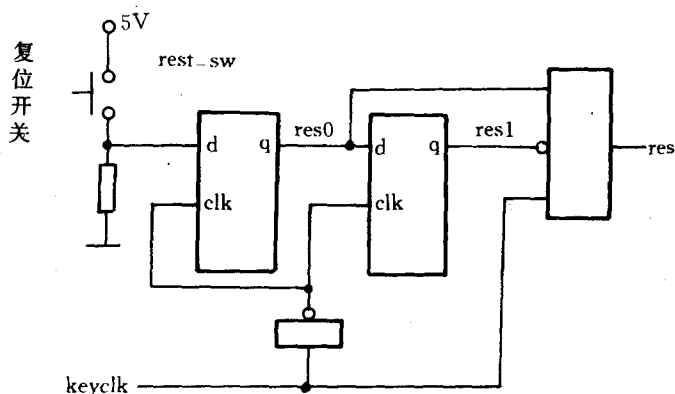 复位开关
5V
rest_sw
d
q
clk
res0
d
q
clk
res1
res
keyclk